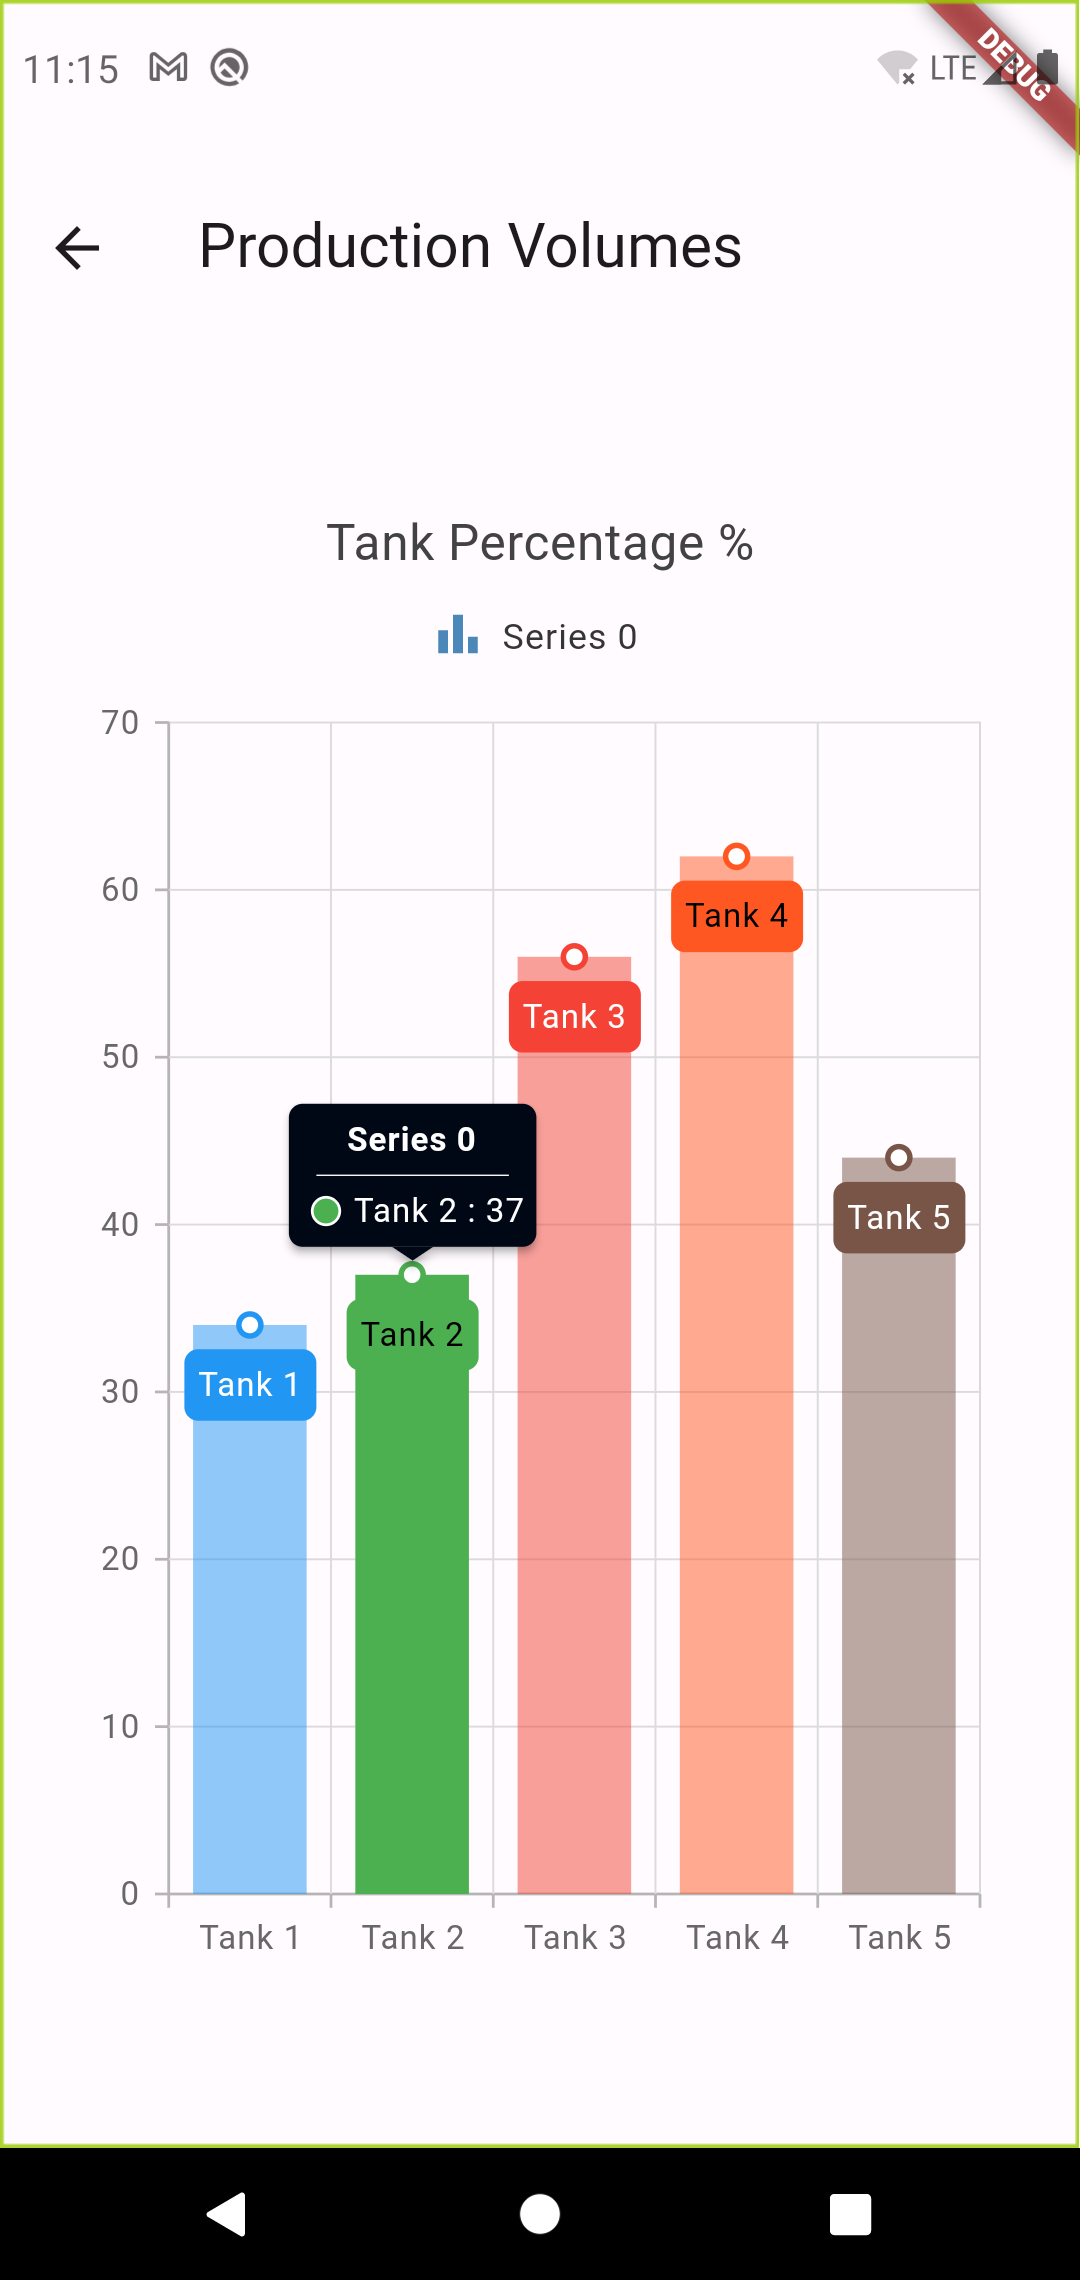 11:15
LTE
DEBUG
Production Volumes
Tank Percentage %
Series 0
70
60
50
40
30
20
10
0
Tank 4
Tank 3
Series 0
Tank 2 : 37
Tank 5
Tank 2
Tank 1
Tank 1 Tank 2 Tank 3 Tank 4 Tank 5